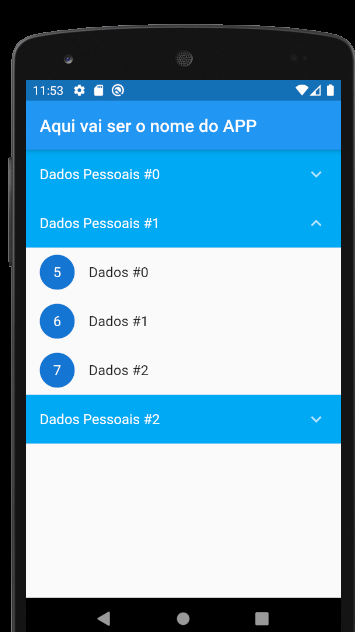 11:53
Aqui vai ser o nome do APP
Dados Pessoais #0
Dados Pessoais #1
5 Dados #0
6 Dados #1
7 Dados #2
Dados Pessoais #2